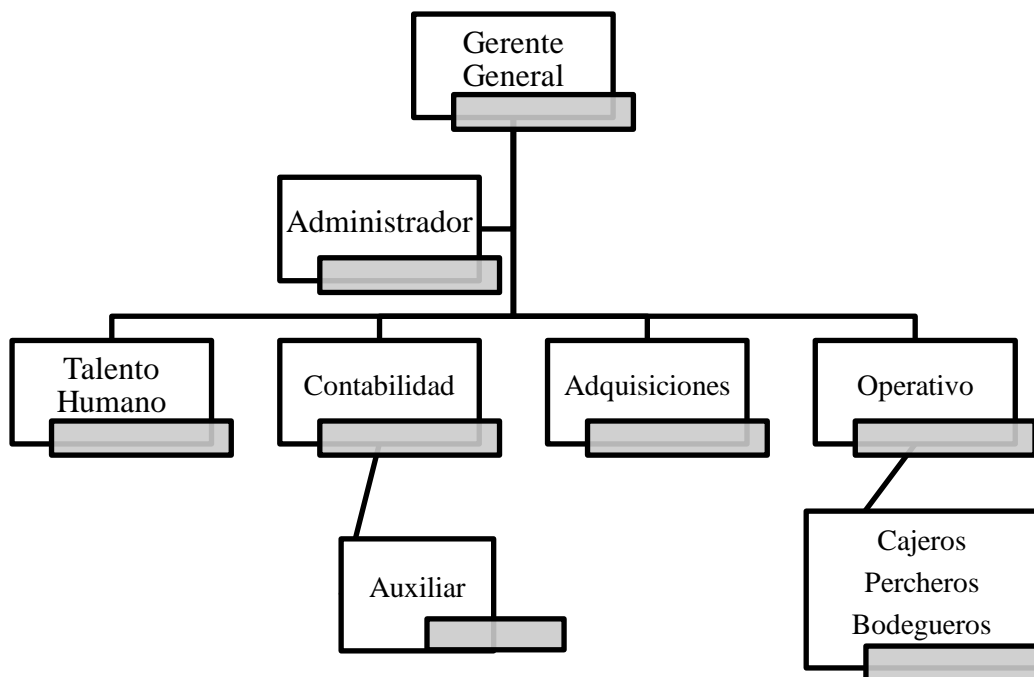 Gerente
General
Administrador
Talento
Humano
Contabilidad
Adquisiciones
Operativo
Auxiliar
Cajeros
Percheros
Bodegueros